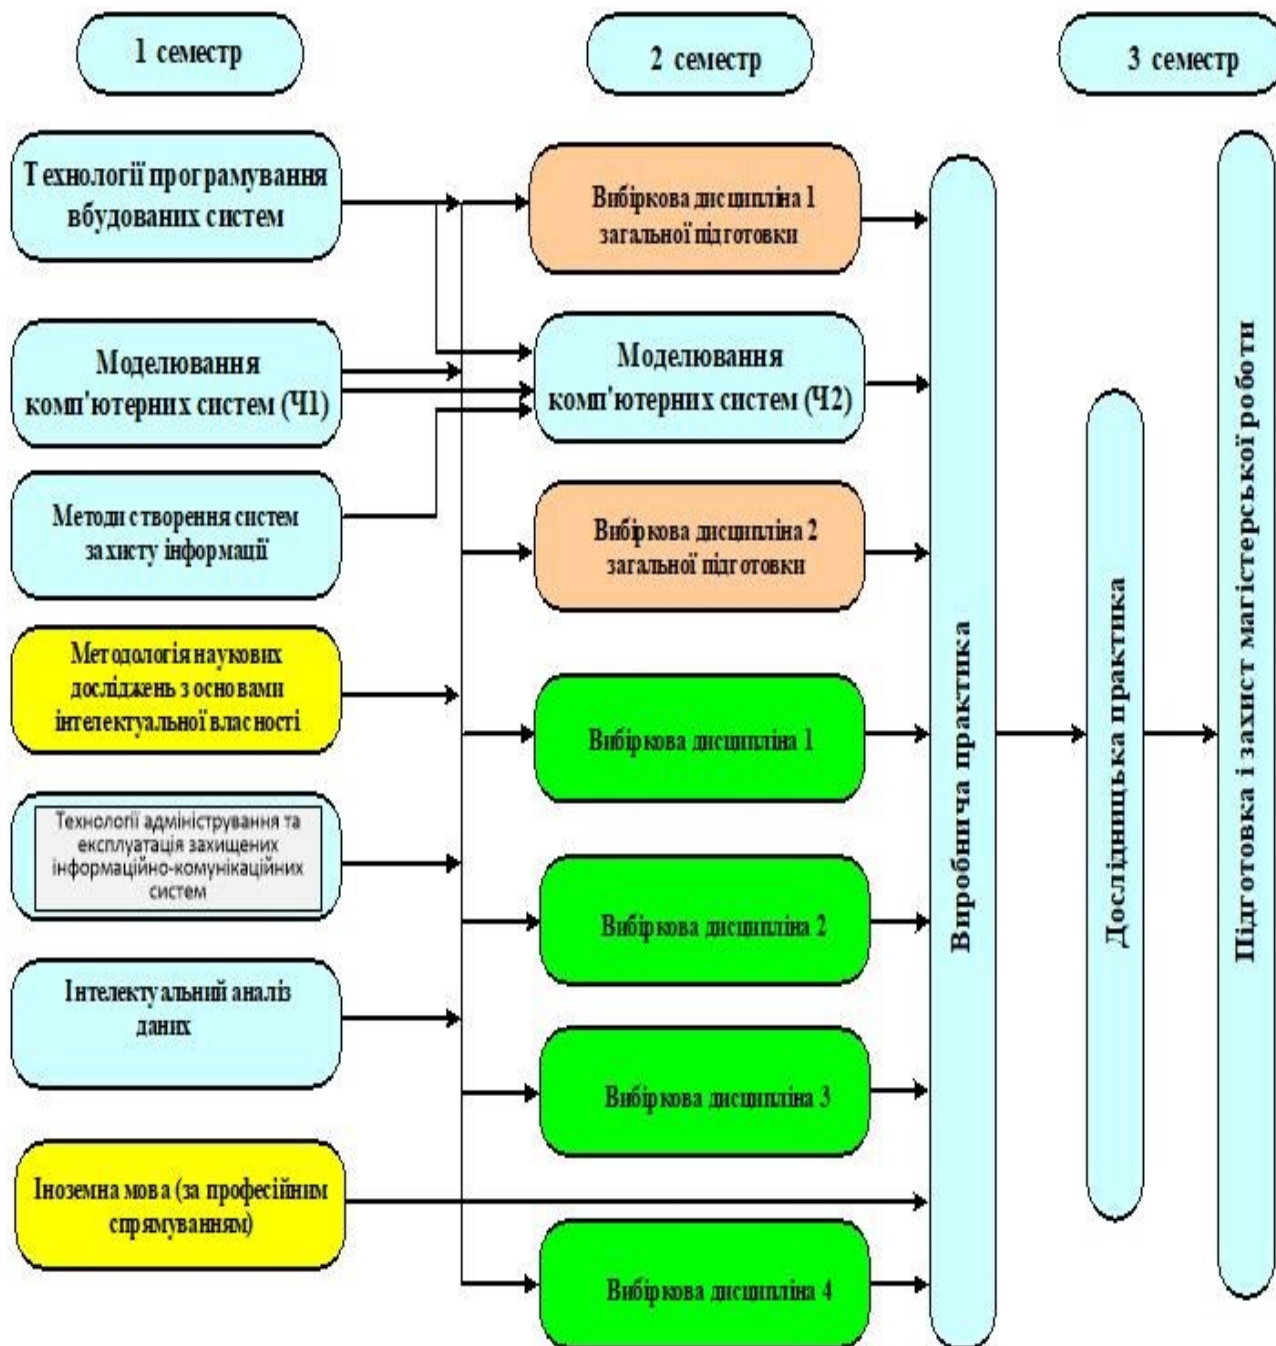 1 семестр
2 семестр
3 семестр
Технології програмування
вбудованих систем
Моделювання
комп'ютерних систем (Ч1)
Методи створення систем
захисту інформації
Методологія наукових
досліджень з основами
інтелектуальної власності
Технології адміністрування та
експлуатація захищених
інформаційно-комунікаційних
систем
Інтелектуальний аналіз
даних
Іноземна мова (за професійним
спрямуванням)
Вибіркова дисципліна 1
загальної підготовки
Моделювання
комп'ютерних систем (Ч2)
Вибіркова дисципліна 2
загальної підготовки
Вибіркова дисципліна 1
Вибіркова дисципліна 2
Вибіркова дисципліна 3
Вибіркова дисципліна 4
Виробнича практика
Дослідницька практика
Підготовка і захист магістерської роботи